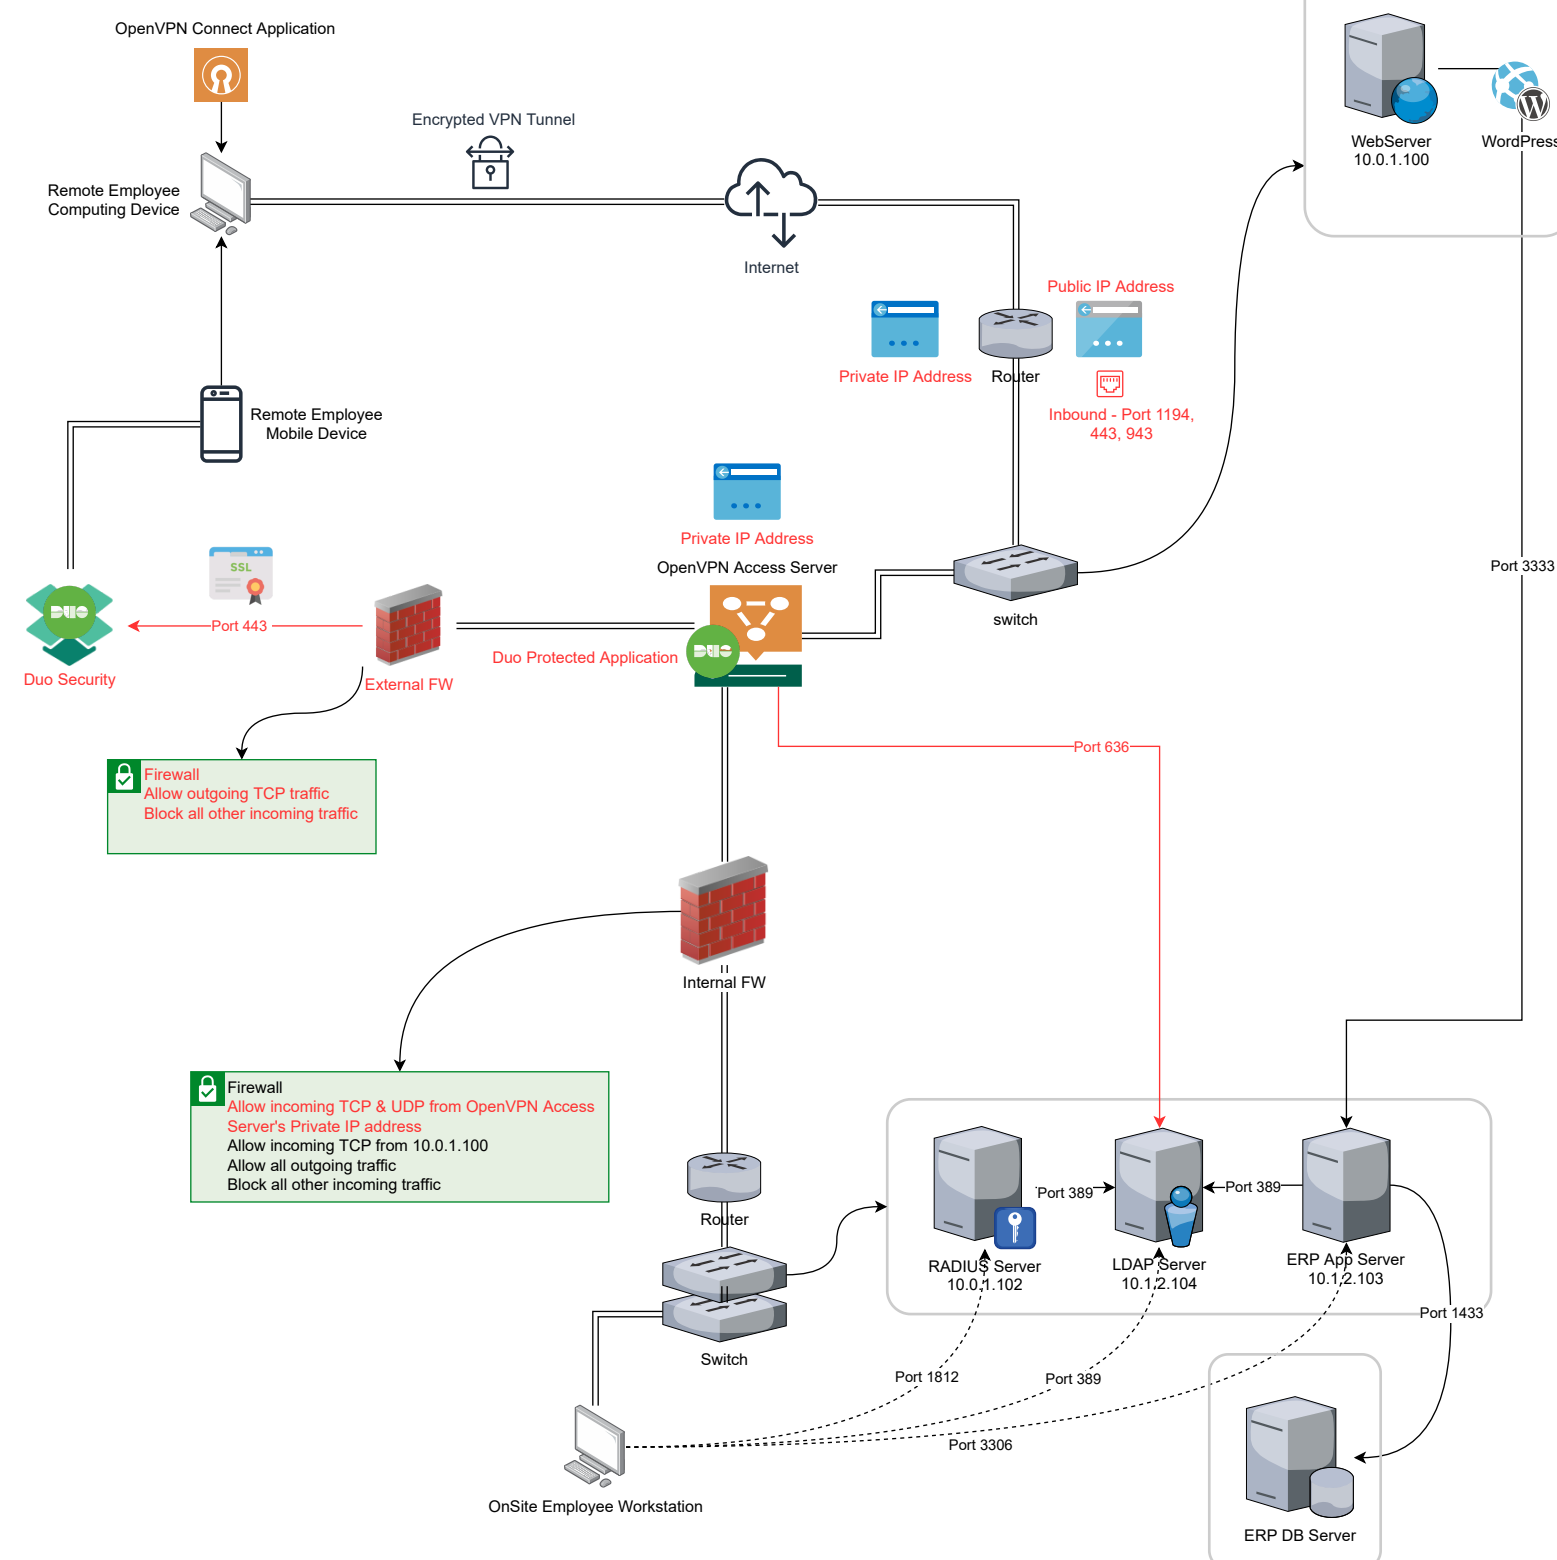 OpenVPN Connect Application
Encrypted VPN Tunnel
WebServer
10.0.1.100
WordPress
Remote Employee
Computing Device
Internet
Public IP Address
Private IP Address
Router
Inbound - Port 1194,
443, 943
Remote Employee
Mobile Device
Private IP Address
OpenVPN Access Server
SSL
DUO
Port 443
Duo Security
External FW
Duo Protected Application
DUO
switch
Port 3333
Port 636
Firewall
Allow outgoing TCP traffic
Block all other incoming traffic
Internal FW
Firewall
Allow incoming TCP & UDP from OpenVPN Access
Server's Private IP address
Allow incoming TCP from 10.0.1.100
Allow all outgoing traffic
Block all other incoming traffic
Router
Switch
Port 389
Port 389
RADIUS Server
10.0.1.102
LDAP Server
10.1.2.104
ERP App Server
10.1.2.103
Port 1433
Port 1812
Port 389
Port 3306
OnSite Employee Workstation
ERP DB Server